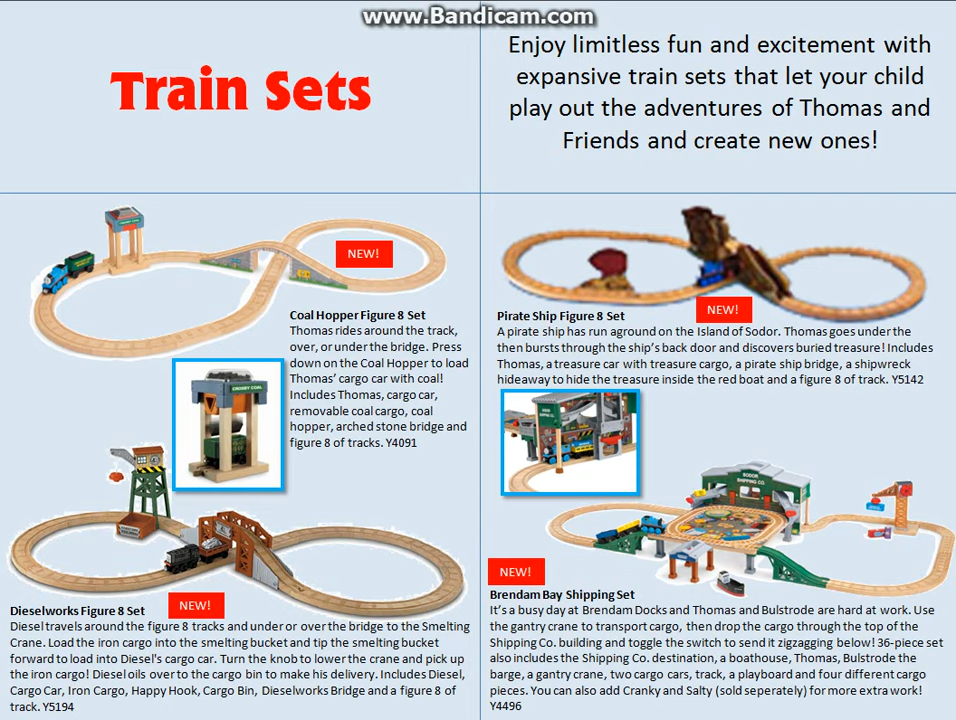 www.Bandicam.com
Train Sets
Enjoy limitless fun and excitement with
expansive train sets that let your child
play out the adventures of Thomas and
Friends and create new ones!
NEW!
Coal Hopper Figure 8 Set
Thomas rides around the track,
over, or under the bridge. Press
down on the Coal Hopper to load
Thomas' cargo car with coal!
Includes Thomas, cargo car,
removable coal cargo, coal
hopper, arched stone bridge and
figure 8 of tracks. Y4091
CROSBY COAL
NEW!
Pirate Ship Figure 8 Set
A pirate ship has run aground on the Island of Sodor. Thomas goes under the
then bursts through the ship's back door and discovers buried treasure! Includes
Thomas, a treasure car with treasure cargo, a pirate ship bridge, a shipwreck
hideaway to hide the treasure inside the red boat and a figure 8 of track. Y5142
NEW!
Dieselworks Figure 8 Set
Diesel travels around the figure 8 tracks and under or over the bridge to the Smelting
Crane. Load the iron cargo into the smelting bucket and tip the smelting bucket
forward to load into Diesel's cargo car. Turn the knob to lower the crane and pick up
the iron cargo! Diesel oils over to the cargo bin to make his delivery. Includes Diesel,
Cargo Car, Iron Cargo, Happy Hook, Cargo Bin, Dieselworks Bridge and a figure 8 of
track. Y5194
SODOR
SHIPPING CO.
NEW!
Brendam Bay Shipping Set
It's a busy day at Brendam Docks and Thomas and Bulstrode are hard at work. Use
the gantry crane to transport cargo, then drop the cargo through the top of the
Shipping Co. building and toggle the switch to send it zigzagging below! 36-piece set
also includes the Shipping Co. destination, a boathouse, Thomas, Bulstrode the
barge, a gantry crane, two cargo cars, track, a playboard and four different cargo
pieces. You can also add Cranky and Salty (sold seperately) for more extra work!
Y4496